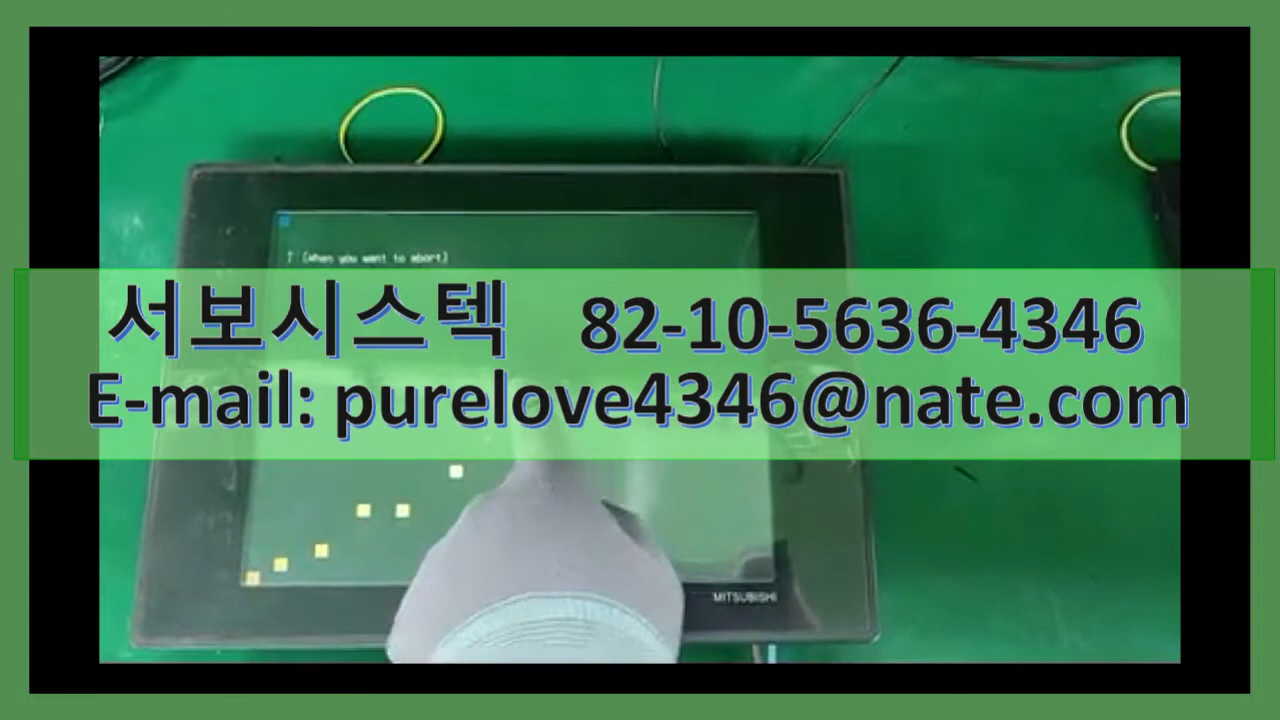 (When you want to abort)
서보시스텍 82-10-5636-4346
E-mail: purelove4346@nate.com
MITSUBISHI